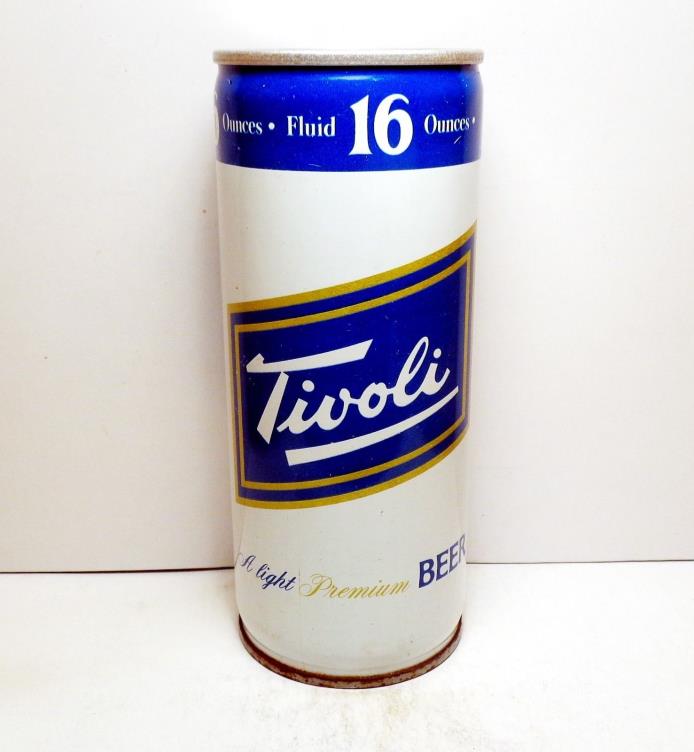 Ounces • Fluid 16 Ounces •
Tivoli
A light Premium BEER